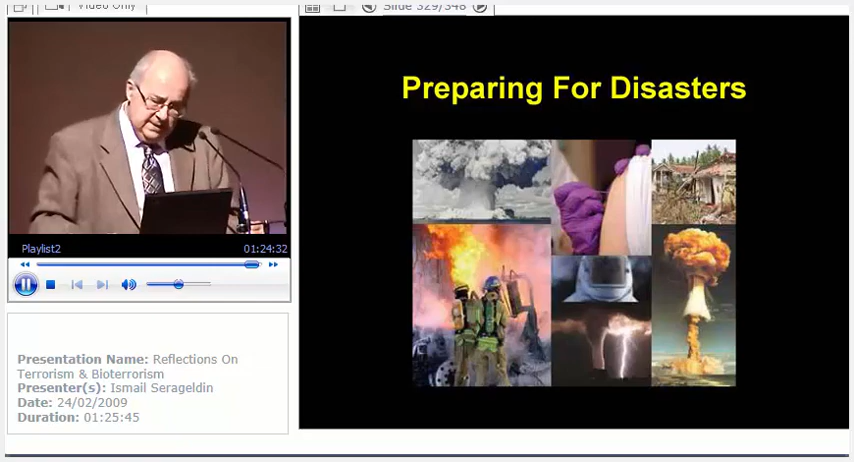 Video Only
Slide 329/348
Preparing For Disasters
Playlist2
01:24:32
Presentation Name: Reflections On
Terrorism & Bioterrorism
Presenter(s): Ismail Serageldin
Date: 24/02/2009
Duration: 01:25:45